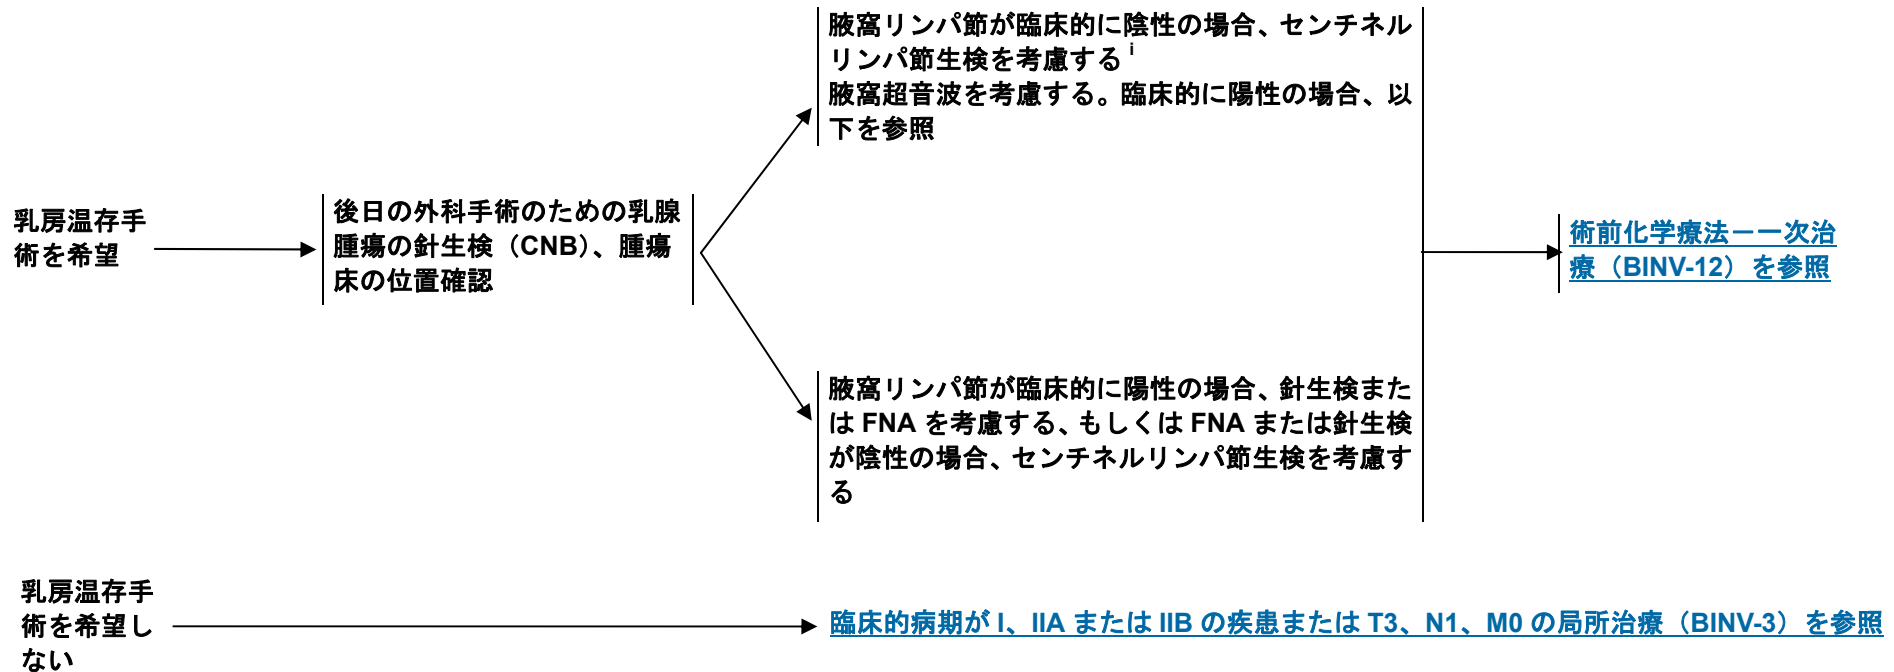 腋窩リンパ節が臨床的に陰性の場合、センチネル
リンパ節生検を考慮する i
腋窩超音波を考慮する。臨床的に陽性の場合、以
下を参照
乳房温存手
術を希望
後日の外科手術のための乳腺
腫瘍の針生検（CNB）、腫瘍
床の位置確認
術前化学療法－一次治
療（BINV-12）を参照
腋窩リンパ節が臨床的に陽性の場合、針生検また
は FNA を考慮する、もしくは FNA または針生検
が陰性の場合、センチネルリンパ節生検を考慮す
る
乳房温存手
術を希望し
ない
臨床的病期が I、IIA または IIB の疾患または T3、N1、M0 の局所治療（BINV-3）を参照